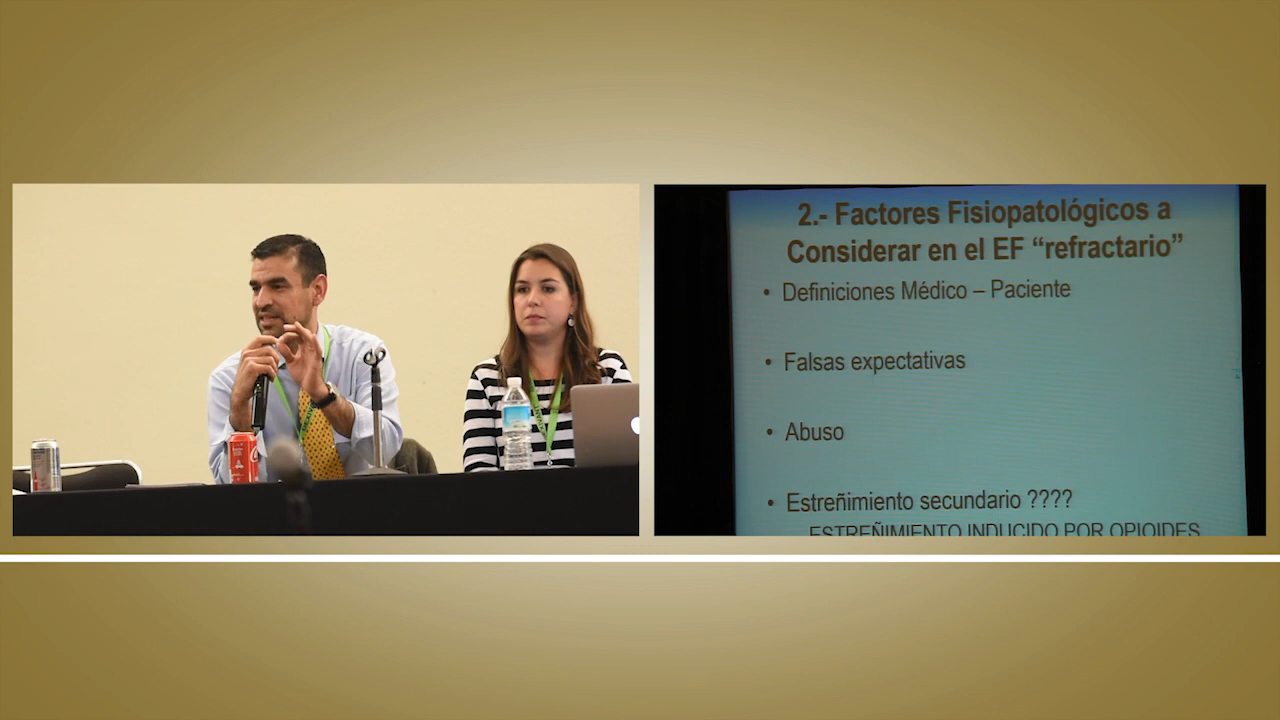 2.- Factores Fisiopatológicos a
Considerar en el EF “refractario”
• Definiciones Médico – Paciente
• Falsas expectativas
• Abuso
• Estreñimiento secundario ????
ESTREÑIMIENTO INDUCIDO POR OPIOIDES